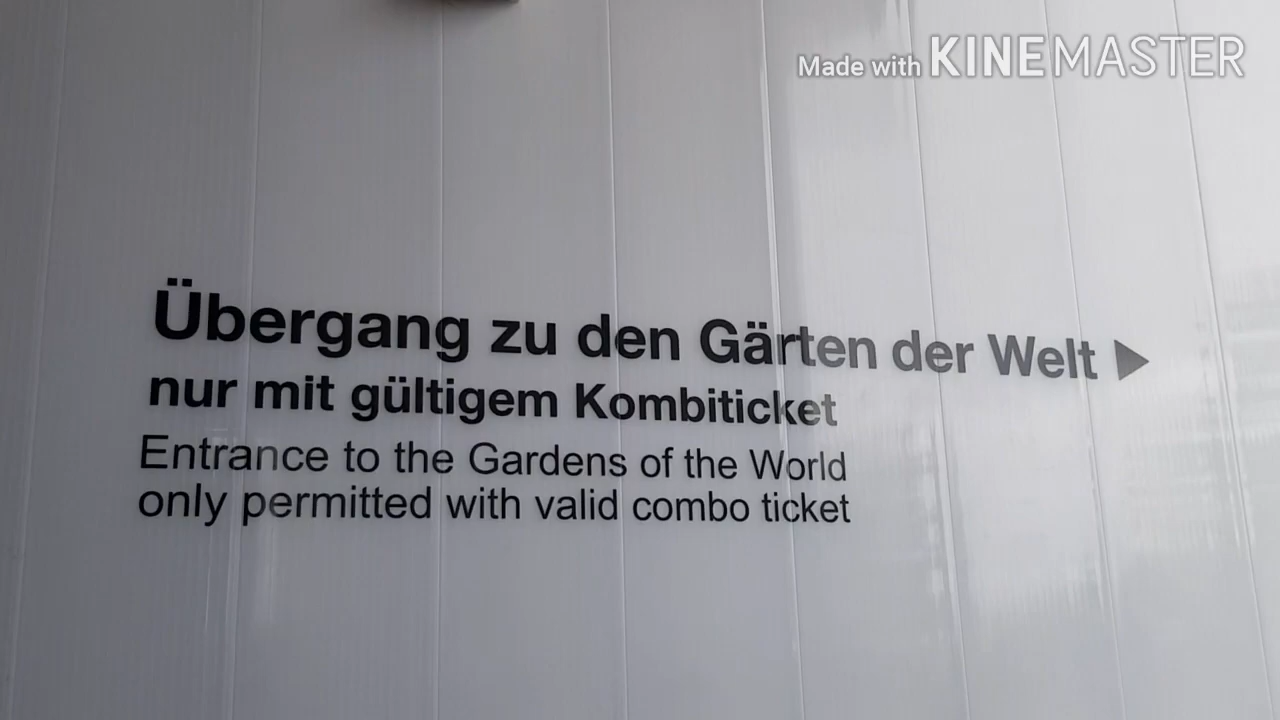 Made with KINEMASTER
Übergang zu den Gärten der Welt ▶
nur mit gültigem Kombiticket
Entrance to the Gardens of the World
only permitted with valid combo ticket